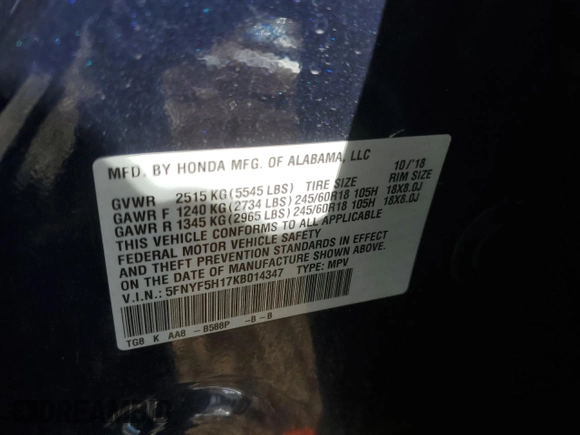 MFD. BY HONDA MFG. OF ALABAMA, LLC 10/'18
GVWR 2515 KG(5545 LBS) TIRE SIZE RIM SIZE
GAWR F 1240 KG(2734 LBS) 245/60R18 105H 18X8.0J
GAWR R 1345 KG(2965 LBS) 245/60R18 105H 18X8.0J
THIS VEHICLE CONFORMS TO ALL APPLICABLE
FEDERAL MOTOR VEHICLE SAFETY
AND THEFT PREVENTION STANDARDS IN EFFECT
ON THE DATE OF MANUFACTURE SHOWN ABOVE.
V.I.N.: 5FNYF5H17KB014347 TYPE: MPV
TG8 K AA8 -B588P -B-B
DREAMBID